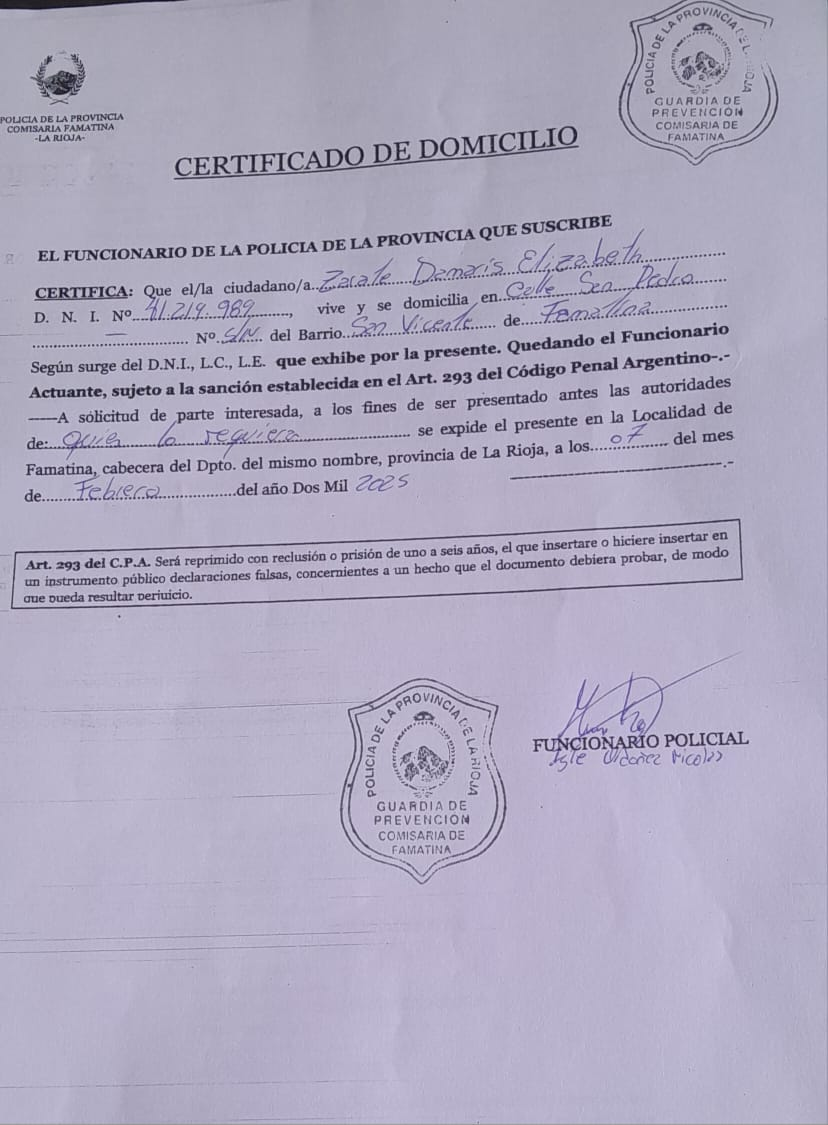 POLICIA DE LA PROVINCIA
COMISARIA FAMATINA
-LA RIOJA-
POLICIA DE LA PROVINCIA DE LA RIOJA
GUARDIA DE
PREVENCION
COMISARIA DE
FAMATINA
CERTIFICADO DE DOMICILIO
EL FUNCIONARIO DE LA POLICIA DE LA PROVINCIA QUE SUSCRIBE
CERTIFICA: Que el/la ciudadano/a..Zarate Demaris Elizabeth
D. N. I. Nº 41.219.989, vive y se domicilia en Calle San Pedro
— Nº S/N del Barrio San Vicente de Famatina
Según surge del D.N.I., L.C., L.E. que exhibe por la presente. Quedando el Funcionario
Actuante, sujeto a la sanción establecida en el Art. 293 del Código Penal Argentino-.-
----A solicitud de parte interesada, a los fines de ser presentado antes las autoridades
de: quien lo requiera se expide el presente en la Localidad de
Famatina, cabecera del Dpto. del mismo nombre, provincia de La Rioja, a los 07 del mes
de Febrero del año Dos Mil 2025 .-
Art. 293 del C.P.A. Será reprimido con reclusión o prisión de uno a seis años, el que insertare o hiciere insertar en
un instrumento público declaraciones falsas, concernientes a un hecho que el documento debiera probar, de modo
que pueda resultar perjuicio.
POLICIA DE LA PROVINCIA DE LA RIOJA
GUARDIA DE
PREVENCION
COMISARIA DE
FAMATINA
FUNCIONARIO POLICIAL
Nicolas